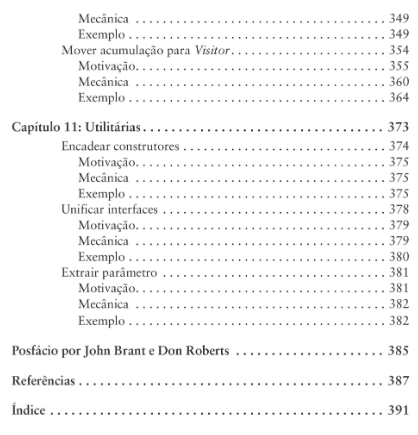 Mecânica . . . . . . . . . . . . . . . . . . . . . . . . . . . . . . . . . . . 349
Exemplo . . . . . . . . . . . . . . . . . . . . . . . . . . . . . . . . . . . 349
Mover acumulação para Visitor . . . . . . . . . . . . . . . . . . . . . 354
Motivação. . . . . . . . . . . . . . . . . . . . . . . . . . . . . . . . . . 355
Mecânica . . . . . . . . . . . . . . . . . . . . . . . . . . . . . . . . . . 360
Exemplo . . . . . . . . . . . . . . . . . . . . . . . . . . . . . . . . . . . 364
Capítulo 11: Utilitárias . . . . . . . . . . . . . . . . . . . . . . . . . . . . . . . 373
Encadear construtores . . . . . . . . . . . . . . . . . . . . . . . . . . . . 374
Motivação. . . . . . . . . . . . . . . . . . . . . . . . . . . . . . . . . . 375
Mecânica . . . . . . . . . . . . . . . . . . . . . . . . . . . . . . . . . . 375
Exemplo . . . . . . . . . . . . . . . . . . . . . . . . . . . . . . . . . . . 375
Unificar interfaces . . . . . . . . . . . . . . . . . . . . . . . . . . . . . . . 378
Motivação. . . . . . . . . . . . . . . . . . . . . . . . . . . . . . . . . . 379
Mecânica . . . . . . . . . . . . . . . . . . . . . . . . . . . . . . . . . . 379
Exemplo . . . . . . . . . . . . . . . . . . . . . . . . . . . . . . . . . . . 380
Extrair parâmetro . . . . . . . . . . . . . . . . . . . . . . . . . . . . . . . 381
Motivação. . . . . . . . . . . . . . . . . . . . . . . . . . . . . . . . . . 381
Mecânica . . . . . . . . . . . . . . . . . . . . . . . . . . . . . . . . . . 382
Exemplo . . . . . . . . . . . . . . . . . . . . . . . . . . . . . . . . . . . 382
Posfácio por John Brant e Don Roberts . . . . . . . . . . . . . . . . . . 385
Referências . . . . . . . . . . . . . . . . . . . . . . . . . . . . . . . . . . . . . . 387
Índice . . . . . . . . . . . . . . . . . . . . . . . . . . . . . . . . . . . . . . . . . . 391